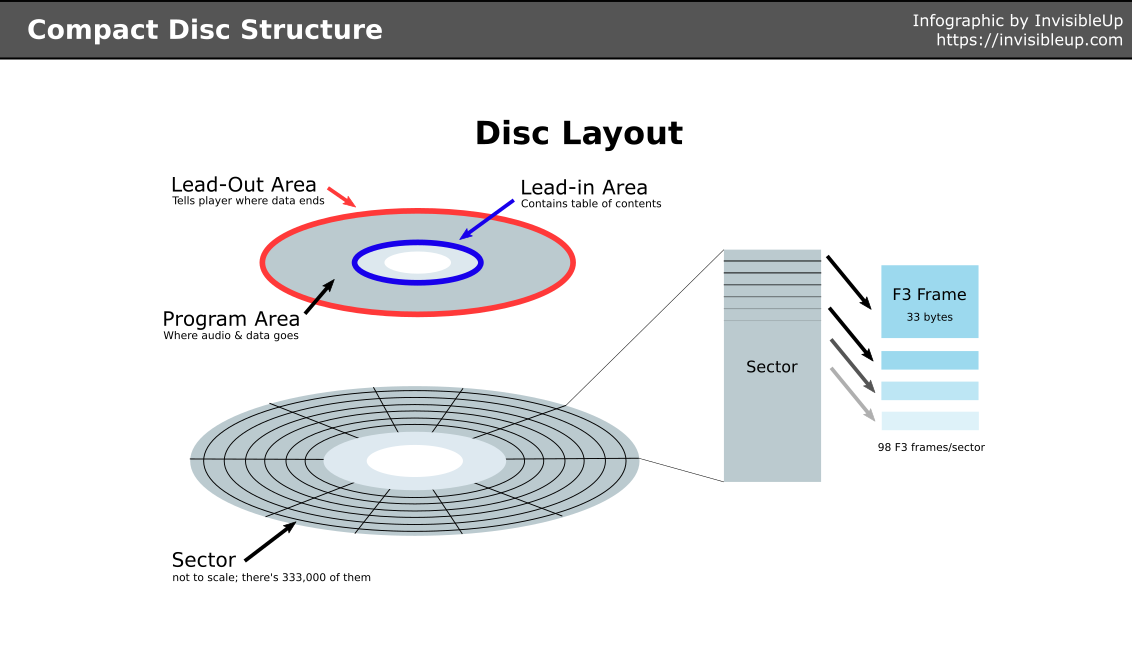 Compact Disc Structure
Infographic by InvisibleUp
https://invisibleup.com
Disc Layout
Lead-Out Area
Tells player where data ends
Lead-in Area
Contains table of contents
Program Area
Where audio & data goes
F3 Frame
33 bytes
Sector
98 F3 frames/sector
Sector
not to scale; there's 333,000 of them